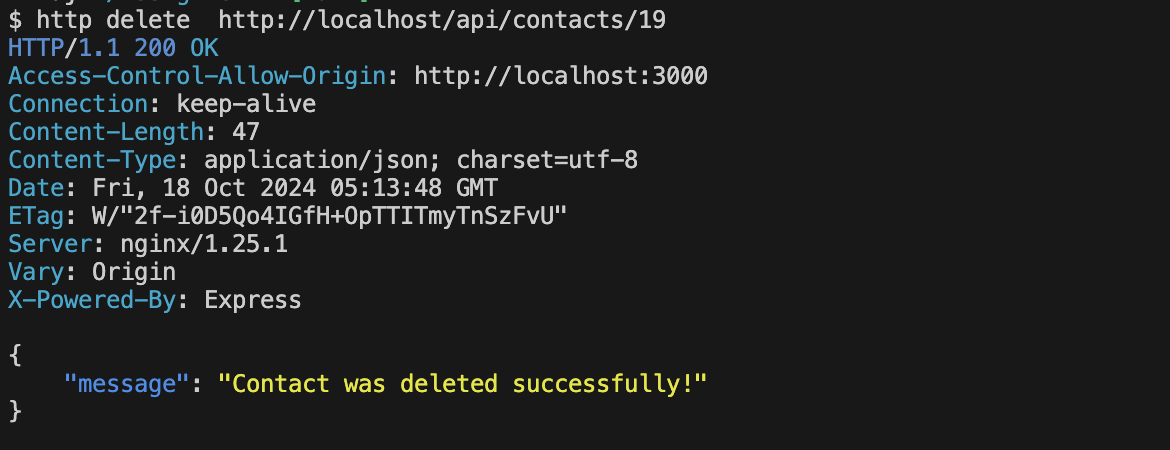 $ http delete  http://localhost/api/contacts/19
HTTP/1.1 200 OK
Access-Control-Allow-Origin: http://localhost:3000
Connection: keep-alive
Content-Length: 47
Content-Type: application/json; charset=utf-8
Date: Fri, 18 Oct 2024 05:13:48 GMT
ETag: W/"2f-i0D5Qo4IGfH+OpTTITmyTnSzFvU"
Server: nginx/1.25.1
Vary: Origin
X-Powered-By: Express

{
    "message": "Contact was deleted successfully!"
}